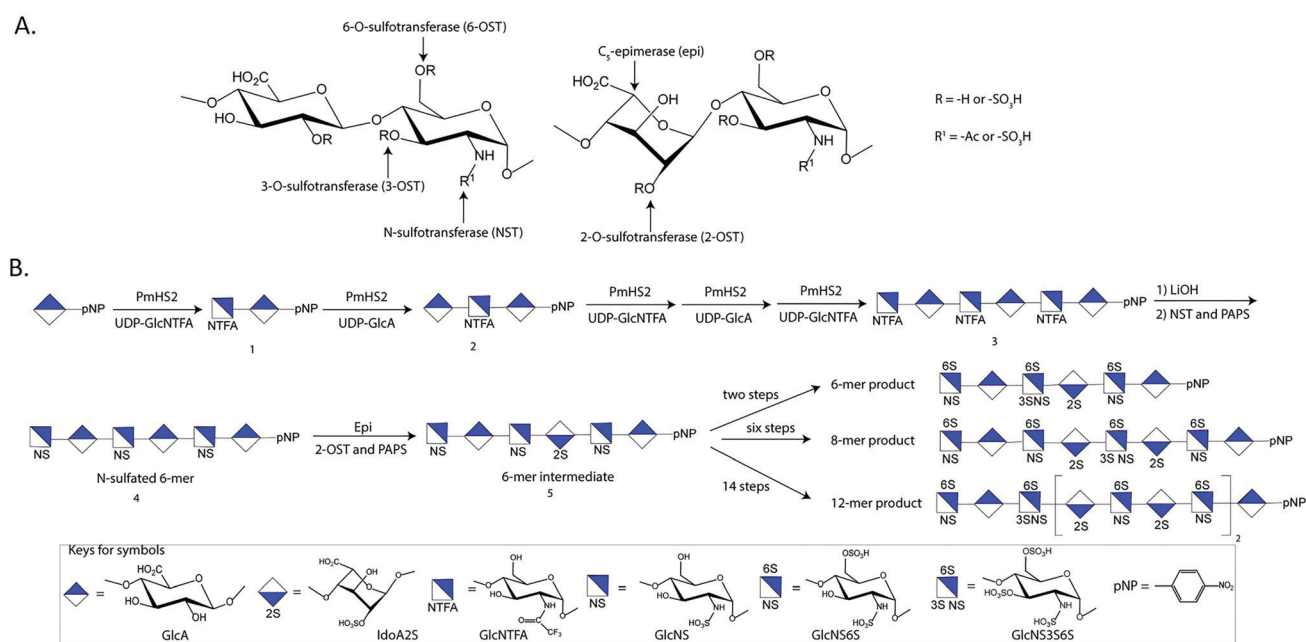 A.
6-O-sulfotransferase (6-OST)
C₅-epimerase (epi)
OR
HO₂C
O
O
HO
OR
O
O
RO
NH
R¹
O
HO₂C
OH
O
O
RO
O
OR
O
RO
NH
R¹
O
R = -H or -SO₃H
R¹ = -Ac or -SO₃H
3-O-sulfotransferase (3-OST)
N-sulfotransferase (NST)
2-O-sulfotransferase (2-OST)
B.
pNP
PmHS2
UDP-GlcNTFA
NTFA
pNP
1
PmHS2
UDP-GlcA
NTFA
pNP
2
PmHS2
UDP-GlcNTFA
PmHS2
UDP-GlcA
PmHS2
UDP-GlcNTFA
NTFA
NTFA
NTFA
pNP
3
1) LiOH
2) NST and PAPS
NS
NS
NS
pNP
N-sulfated 6-mer
4
Epi
2-OST and PAPS
NS
NS
2S
NS
pNP
6-mer intermediate
5
two steps
six steps
14 steps
6-mer product
6S
6S
6S
NS
3SNS
2S
NS
pNP
8-mer product
6S
6S
6S
6S
NS
NS
2S
3S NS
2S
NS
pNP
12-mer product
6S
6S
6S
6S
NS
3SNS
2S
NS
2S
NS
2
pNP
Keys for symbols
=
HO₂C
O
O
HO
OH
O
GlcA
2S
=
HO₂C
OH
O
O
O
HO₃SO
IdoA2S
NTFA
=
OH
O
O
HO
NH
O
O
CF₃
GlcNTFA
NS
=
OH
O
O
HO
NH
HO₃S
O
GlcNS
6S
NS
=
OSO₃H
O
O
HO
NH
HO₃S
O
GlcNS6S
6S
3S NS
=
OSO₃H
O
O
HO₃SO
NH
HO₃S
O
GlcNS3S6S
pNP =
NO₂